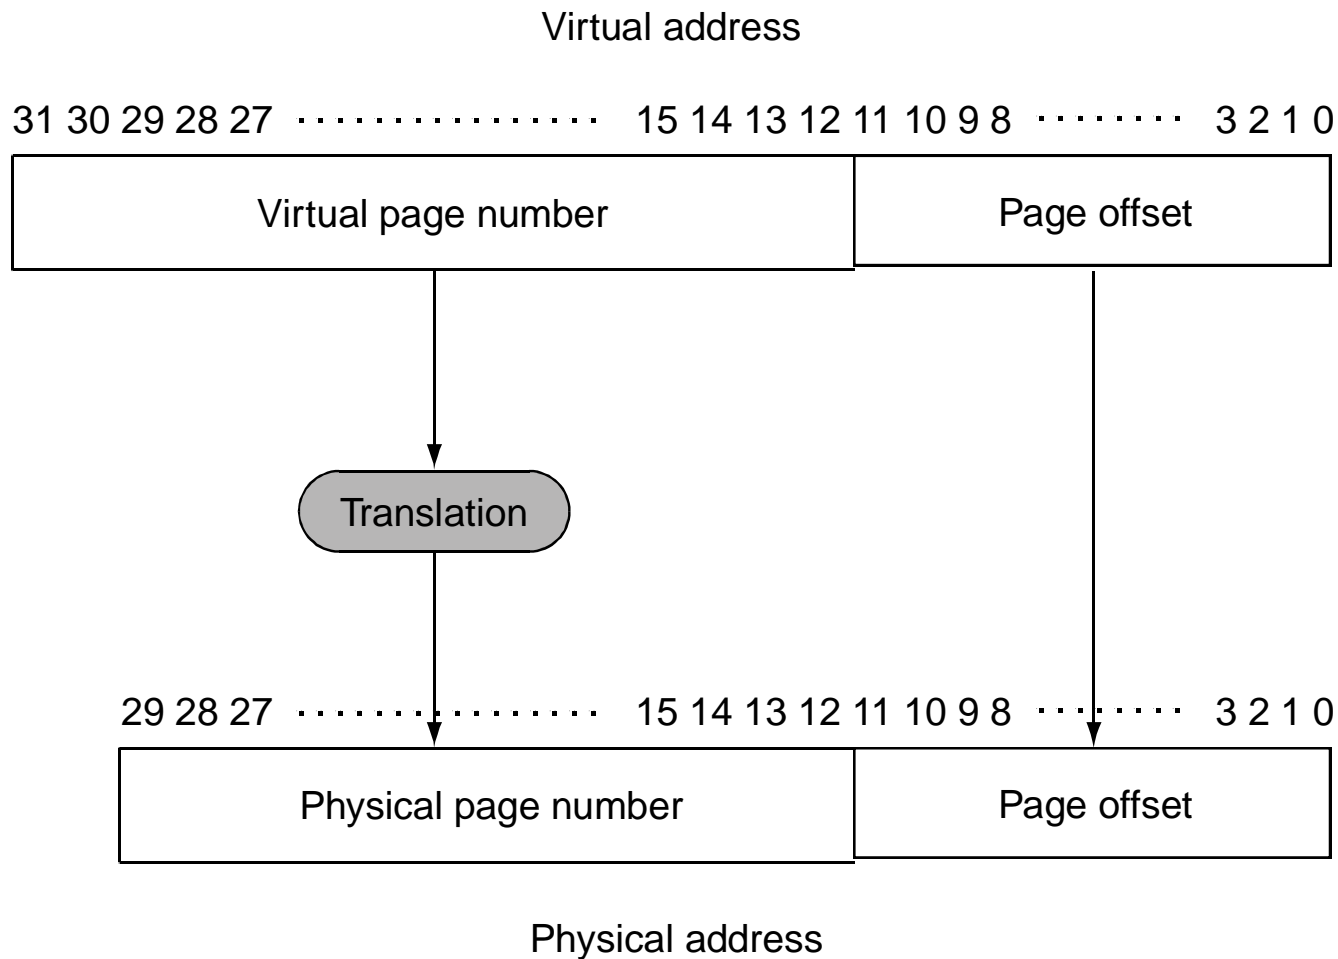 Virtual address
31 30 29 28 27 ················ 15 14 13 12 11 10 9 8 ········ 3 2 1 0
Virtual page number Page offset
Translation
29 28 27 ················ 15 14 13 12 11 10 9 8 ········ 3 2 1 0
Physical page number Page offset
Physical address